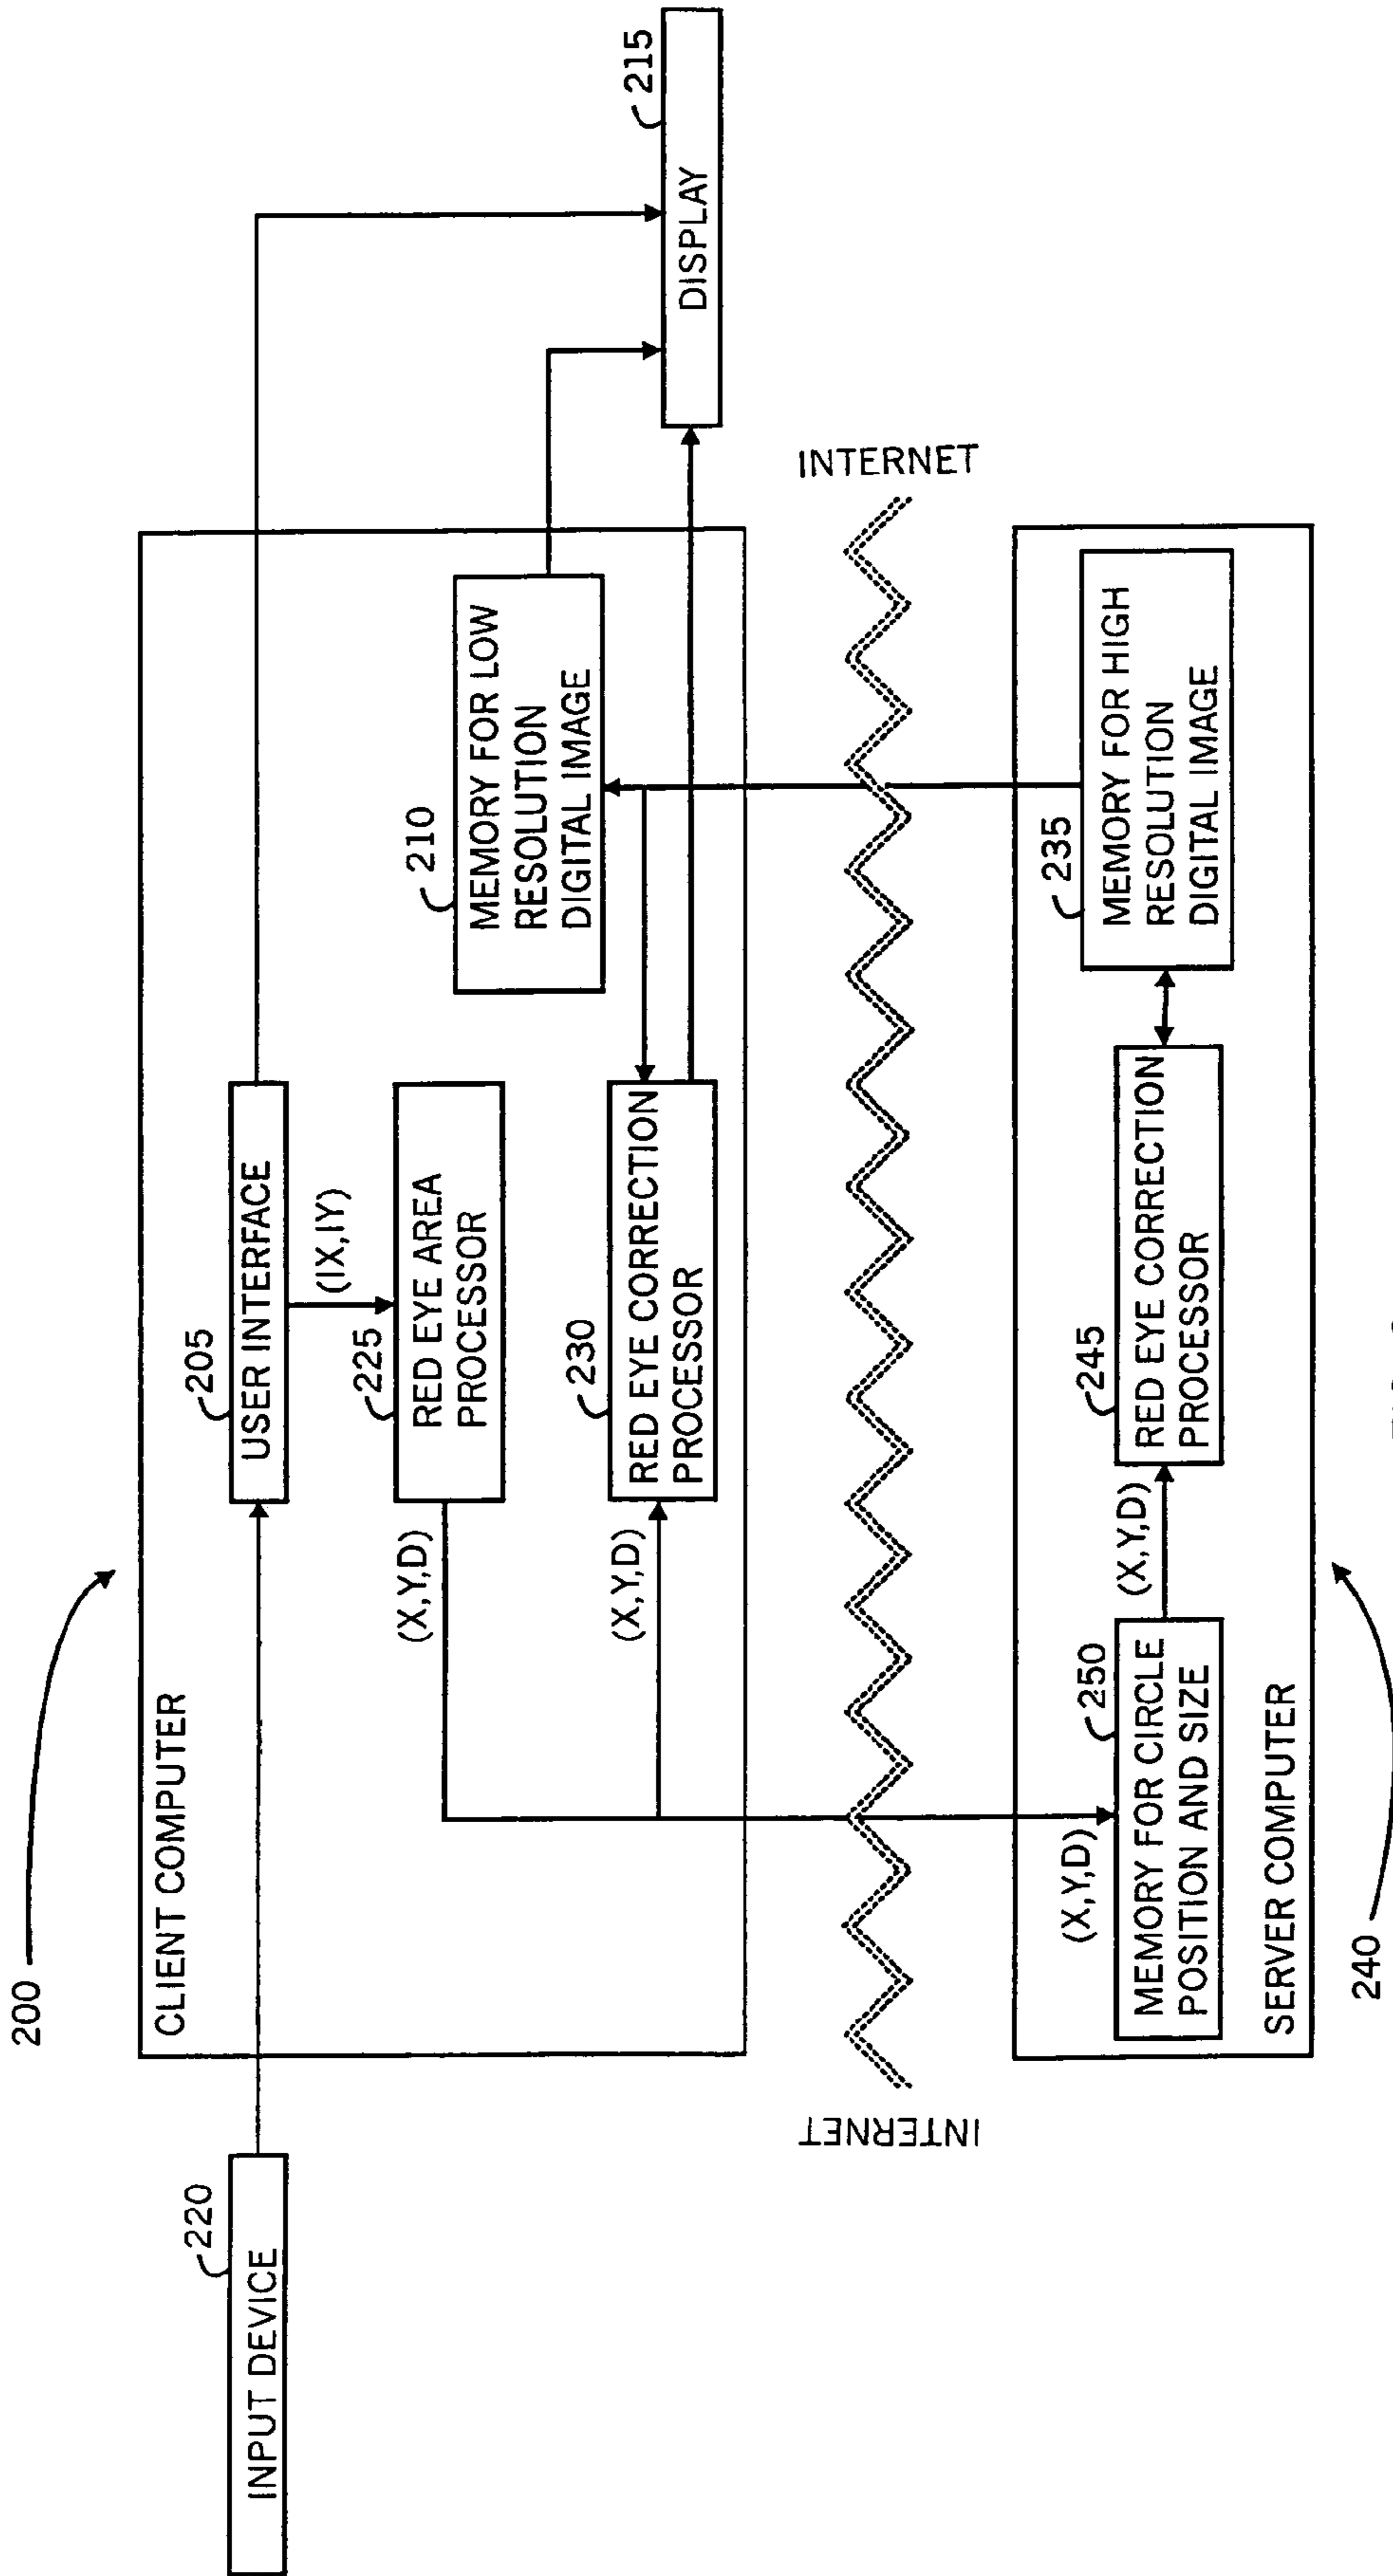 200
CLIENT COMPUTER
220
INPUT DEVICE
205
USER INTERFACE
(IX,IY)
225
RED EYE AREA
PROCESSOR
(X,Y,D)
230
RED EYE CORRECTION
PROCESSOR
(X,Y,D)
210
MEMORY FOR LOW
RESOLUTION
DIGITAL IMAGE
215
DISPLAY
INTERNET
INTERNET
(X,Y,D)
250
MEMORY FOR CIRCLE
POSITION AND SIZE
(X,Y,D)
245
RED EYE CORRECTION
PROCESSOR
235
MEMORY FOR HIGH
RESOLUTION
DIGITAL IMAGE
SERVER COMPUTER
240